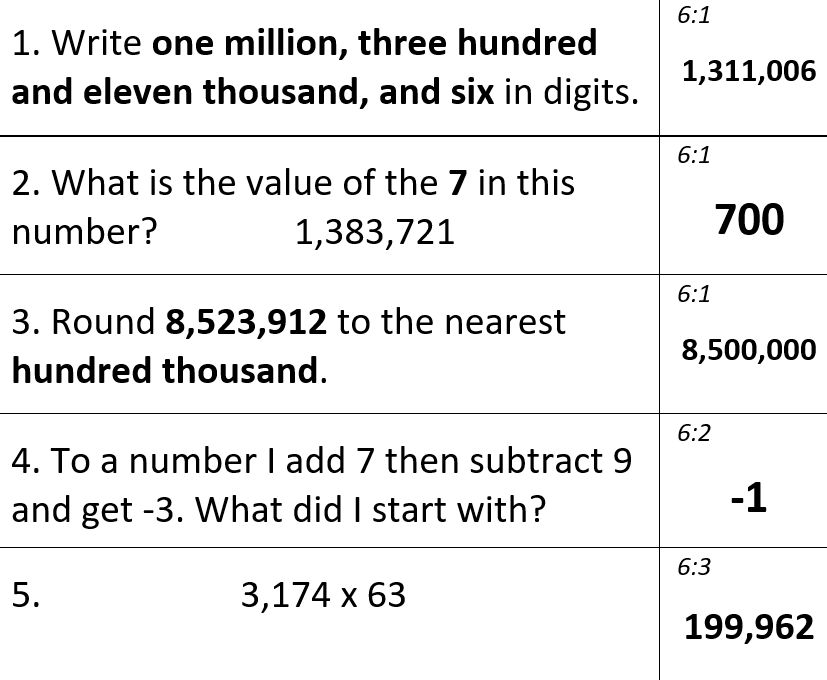 1. Write one million, three hundred
and eleven thousand, and six in digits.
6:1
1,311,006
2. What is the value of the 7 in this
number? 1,383,721
6:1
700
3. Round 8,523,912 to the nearest
hundred thousand.
6:1
8,500,000
4. To a number I add 7 then subtract 9
and get -3. What did I start with?
6:2
-1
5. 3,174 x 63
6:3
199,962